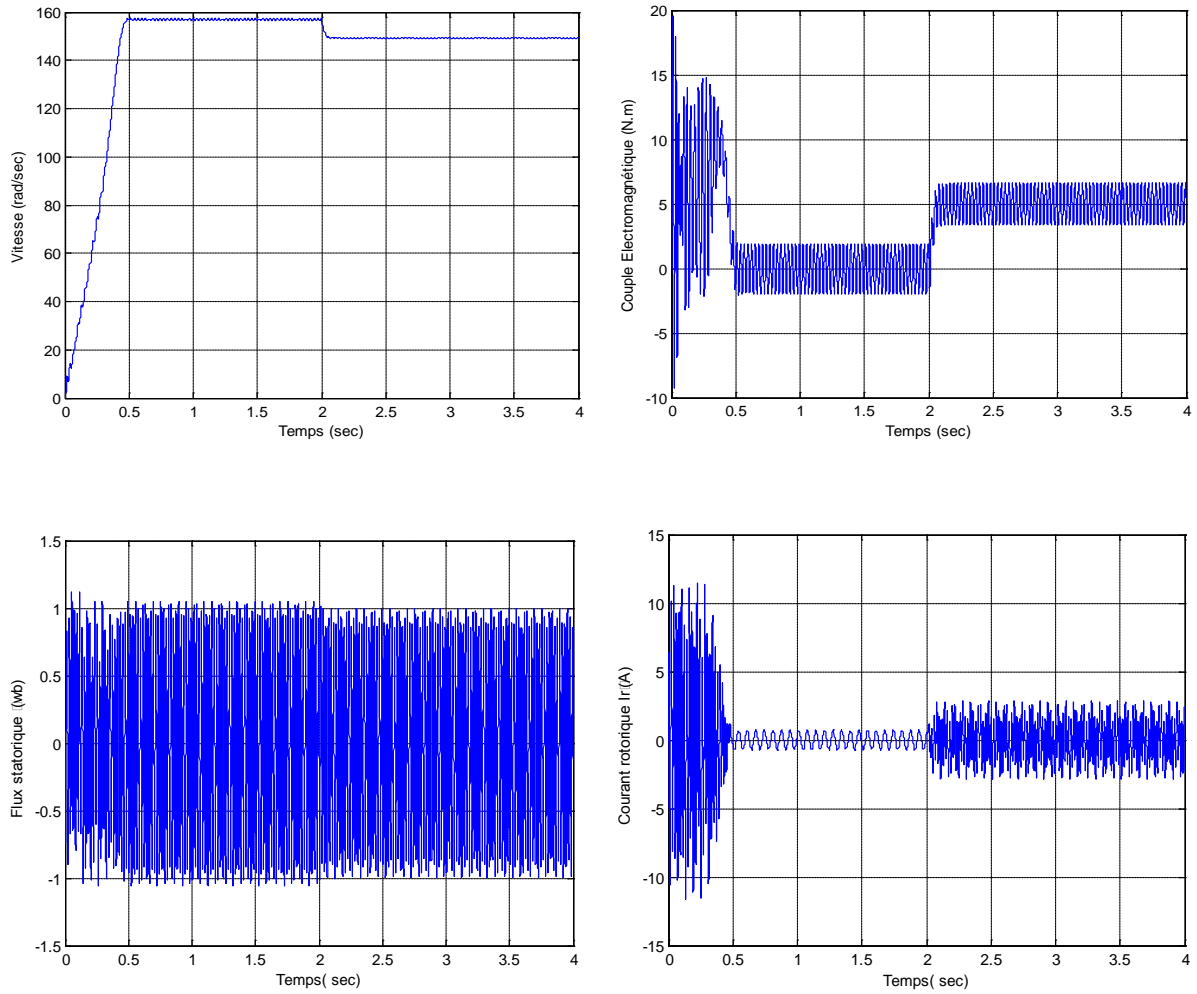 160
140
120
100
80
60
40
20
0
Vitesse (rad/sec)
0 0.5 1 1.5 2 2.5 3 3.5 4
Temps (sec)
20
15
10
5
0
-5
-10
Couple Electromagnétique (N.m)
0 0.5 1 1.5 2 2.5 3 3.5 4
Temps (sec)
1.5
1
0.5
0
-0.5
-1
-1.5
Flux statorique (wb)
0 0.5 1 1.5 2 2.5 3 3.5 4
Temps( sec)
15
10
5
0
-5
-10
-15
Courant rotorique Ir(A)
0 0.5 1 1.5 2 2.5 3 3.5 4
Temps( sec)